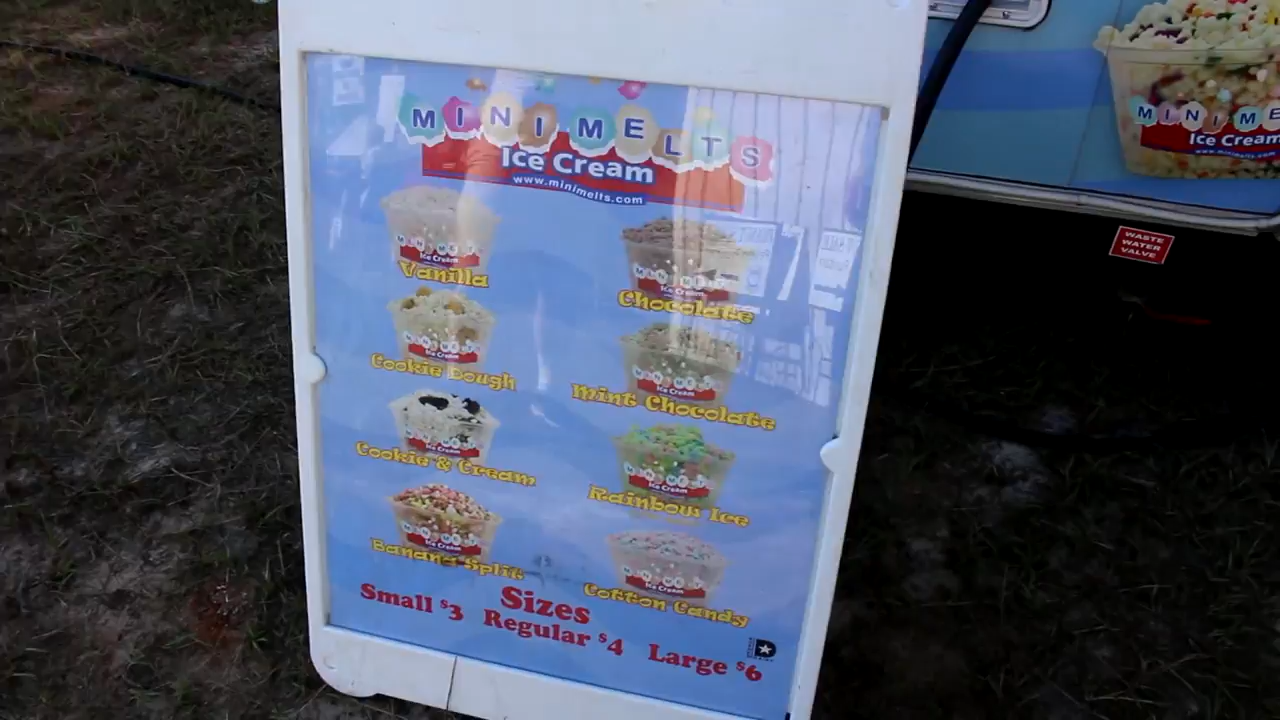 MINI MELTS
Ice Cream
www.minimelts.com
Vanilla
Chocolate
Cookie Dough
Mint Chocolate
Cookie & Cream
Rainbow Ice
Banana Split
Cotton Candy
Sizes
Small $3 Regular $4 Large $6
MINI ME
Ice Cream
www.minimelts.com
WASTE
WATER
VALVE